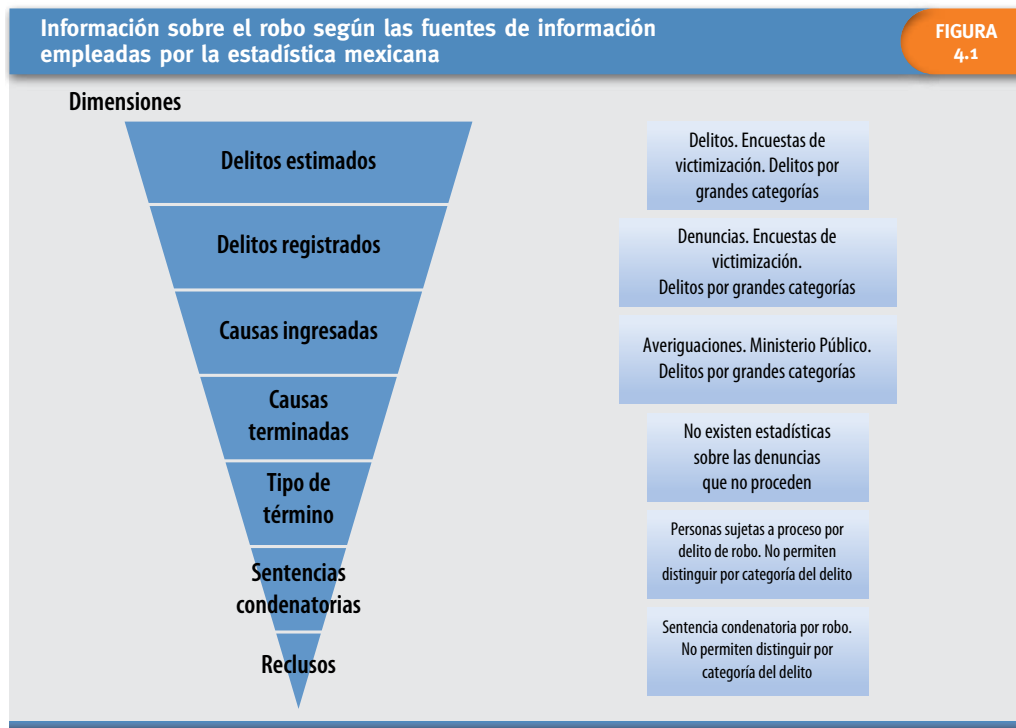 Información sobre el robo según las fuentes de información
empleadas por la estadística mexicana
FIGURA
4.1
Dimensiones
Delitos estimados
Delitos registrados
Causas ingresadas
Causas
terminadas
Tipo de
término
Sentencias
condenatorias
Reclusos
Delitos. Encuestas de
victimización. Delitos por
grandes categorías
Denuncias. Encuestas de
victimización.
Delitos por grandes categorías
Averiguaciones. Ministerio Público.
Delitos por grandes categorías
No existen estadísticas
sobre las denuncias
que no proceden
Personas sujetas a proceso por
delito de robo. No permiten
distinguir por categoría del delito
Sentencia condenatoria por robo.
No permiten distinguir por
categoría del delito